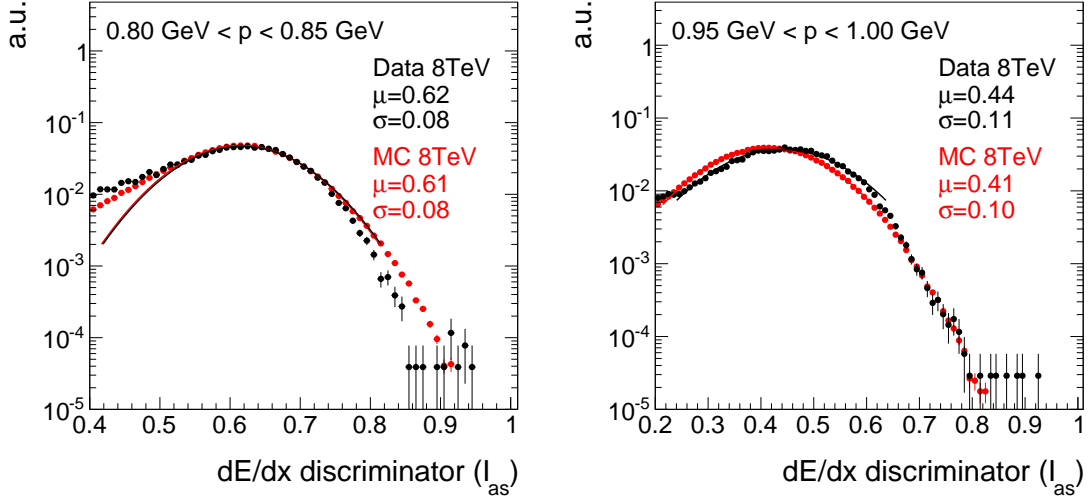 a.u.
0.80 GeV < p < 0.85 GeV
1
Data 8TeV
μ=0.62
σ=0.08
10⁻¹
MC 8TeV
μ=0.61
σ=0.08
10⁻²
10⁻³
10⁻⁴
10⁻⁵
0.4 0.5 0.6 0.7 0.8 0.9 1
dE/dx discriminator (I_as)
a.u.
0.95 GeV < p < 1.00 GeV
1
Data 8TeV
μ=0.44
σ=0.11
10⁻¹
MC 8TeV
μ=0.41
σ=0.10
10⁻²
10⁻³
10⁻⁴
10⁻⁵
0.2 0.3 0.4 0.5 0.6 0.7 0.8 0.9 1
dE/dx discriminator (I_as)